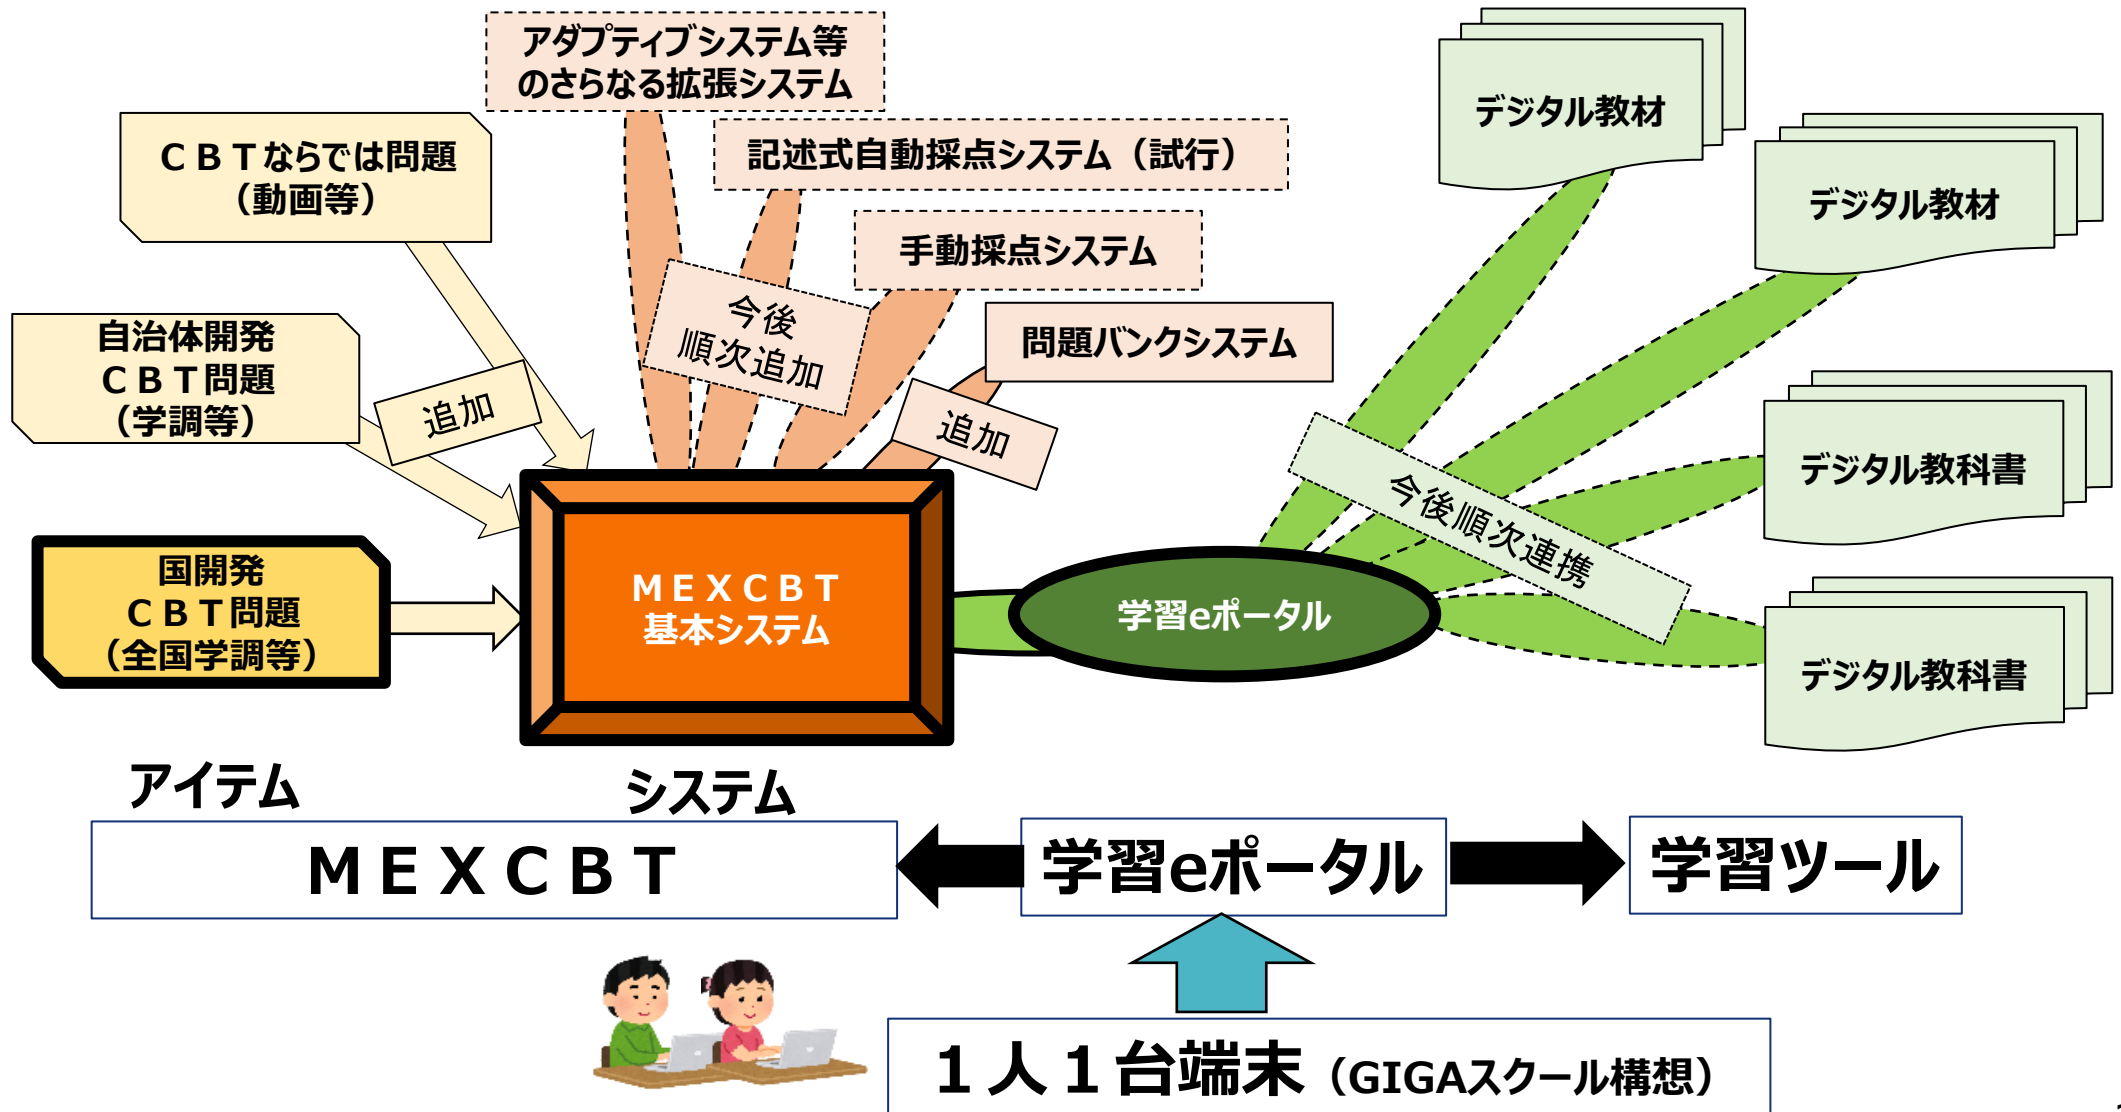 アダプティブシステム等
のさらなる拡張システム
ＣＢＴならでは問題
（動画等）
記述式自動採点システム（試行）
手動採点システム
問題バンクシステム
今後
順次追加
追加
自治体開発
ＣＢＴ問題
（学調等）
追加
国開発
ＣＢＴ問題
（全国学調等）
ＭＥＸＣＢＴ
基本システム
学習eポータル
今後順次連携
デジタル教材
デジタル教材
デジタル教科書
デジタル教科書
アイテム
システム
ＭＥＸＣＢＴ
学習eポータル
学習ツール
１人１台端末（GIGAスクール構想）